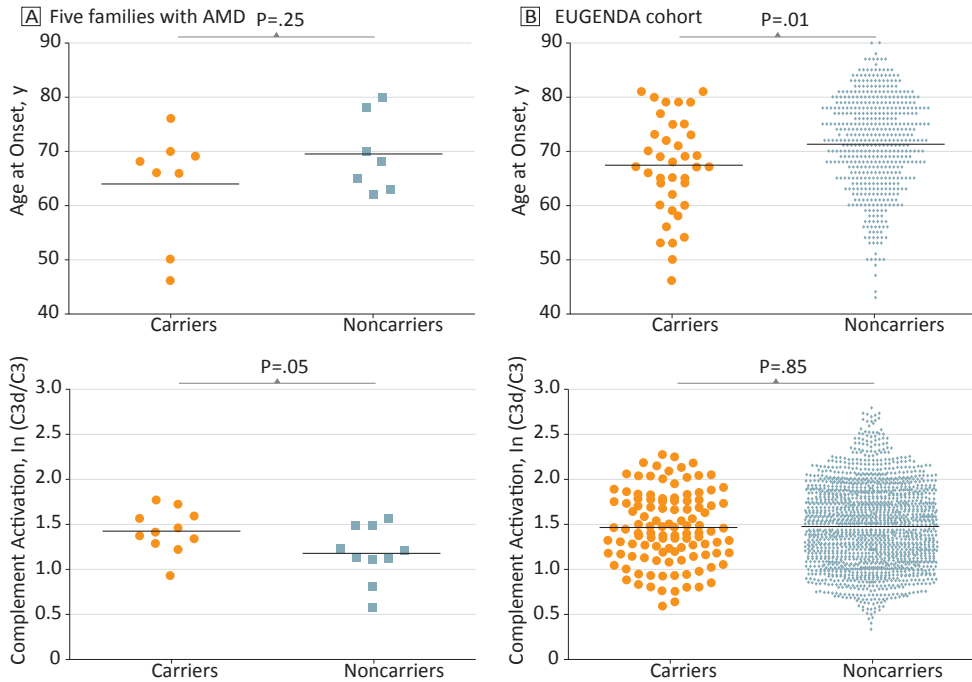 A Five families with AMD
P=.25
Age at Onset, y
90
80
70
60
50
40
Carriers
Noncarriers
B EUGENDA cohort
P=.01
Age at Onset, y
90
80
70
60
50
40
Carriers
Noncarriers
P=.05
Complement Activation, ln (C3d/C3)
3.0
2.5
2.0
1.5
1.0
0.5
0
Carriers
Noncarriers
P=.85
Complement Activation, ln (C3d/C3)
3.0
2.5
2.0
1.5
1.0
0.5
0
Carriers
Noncarriers